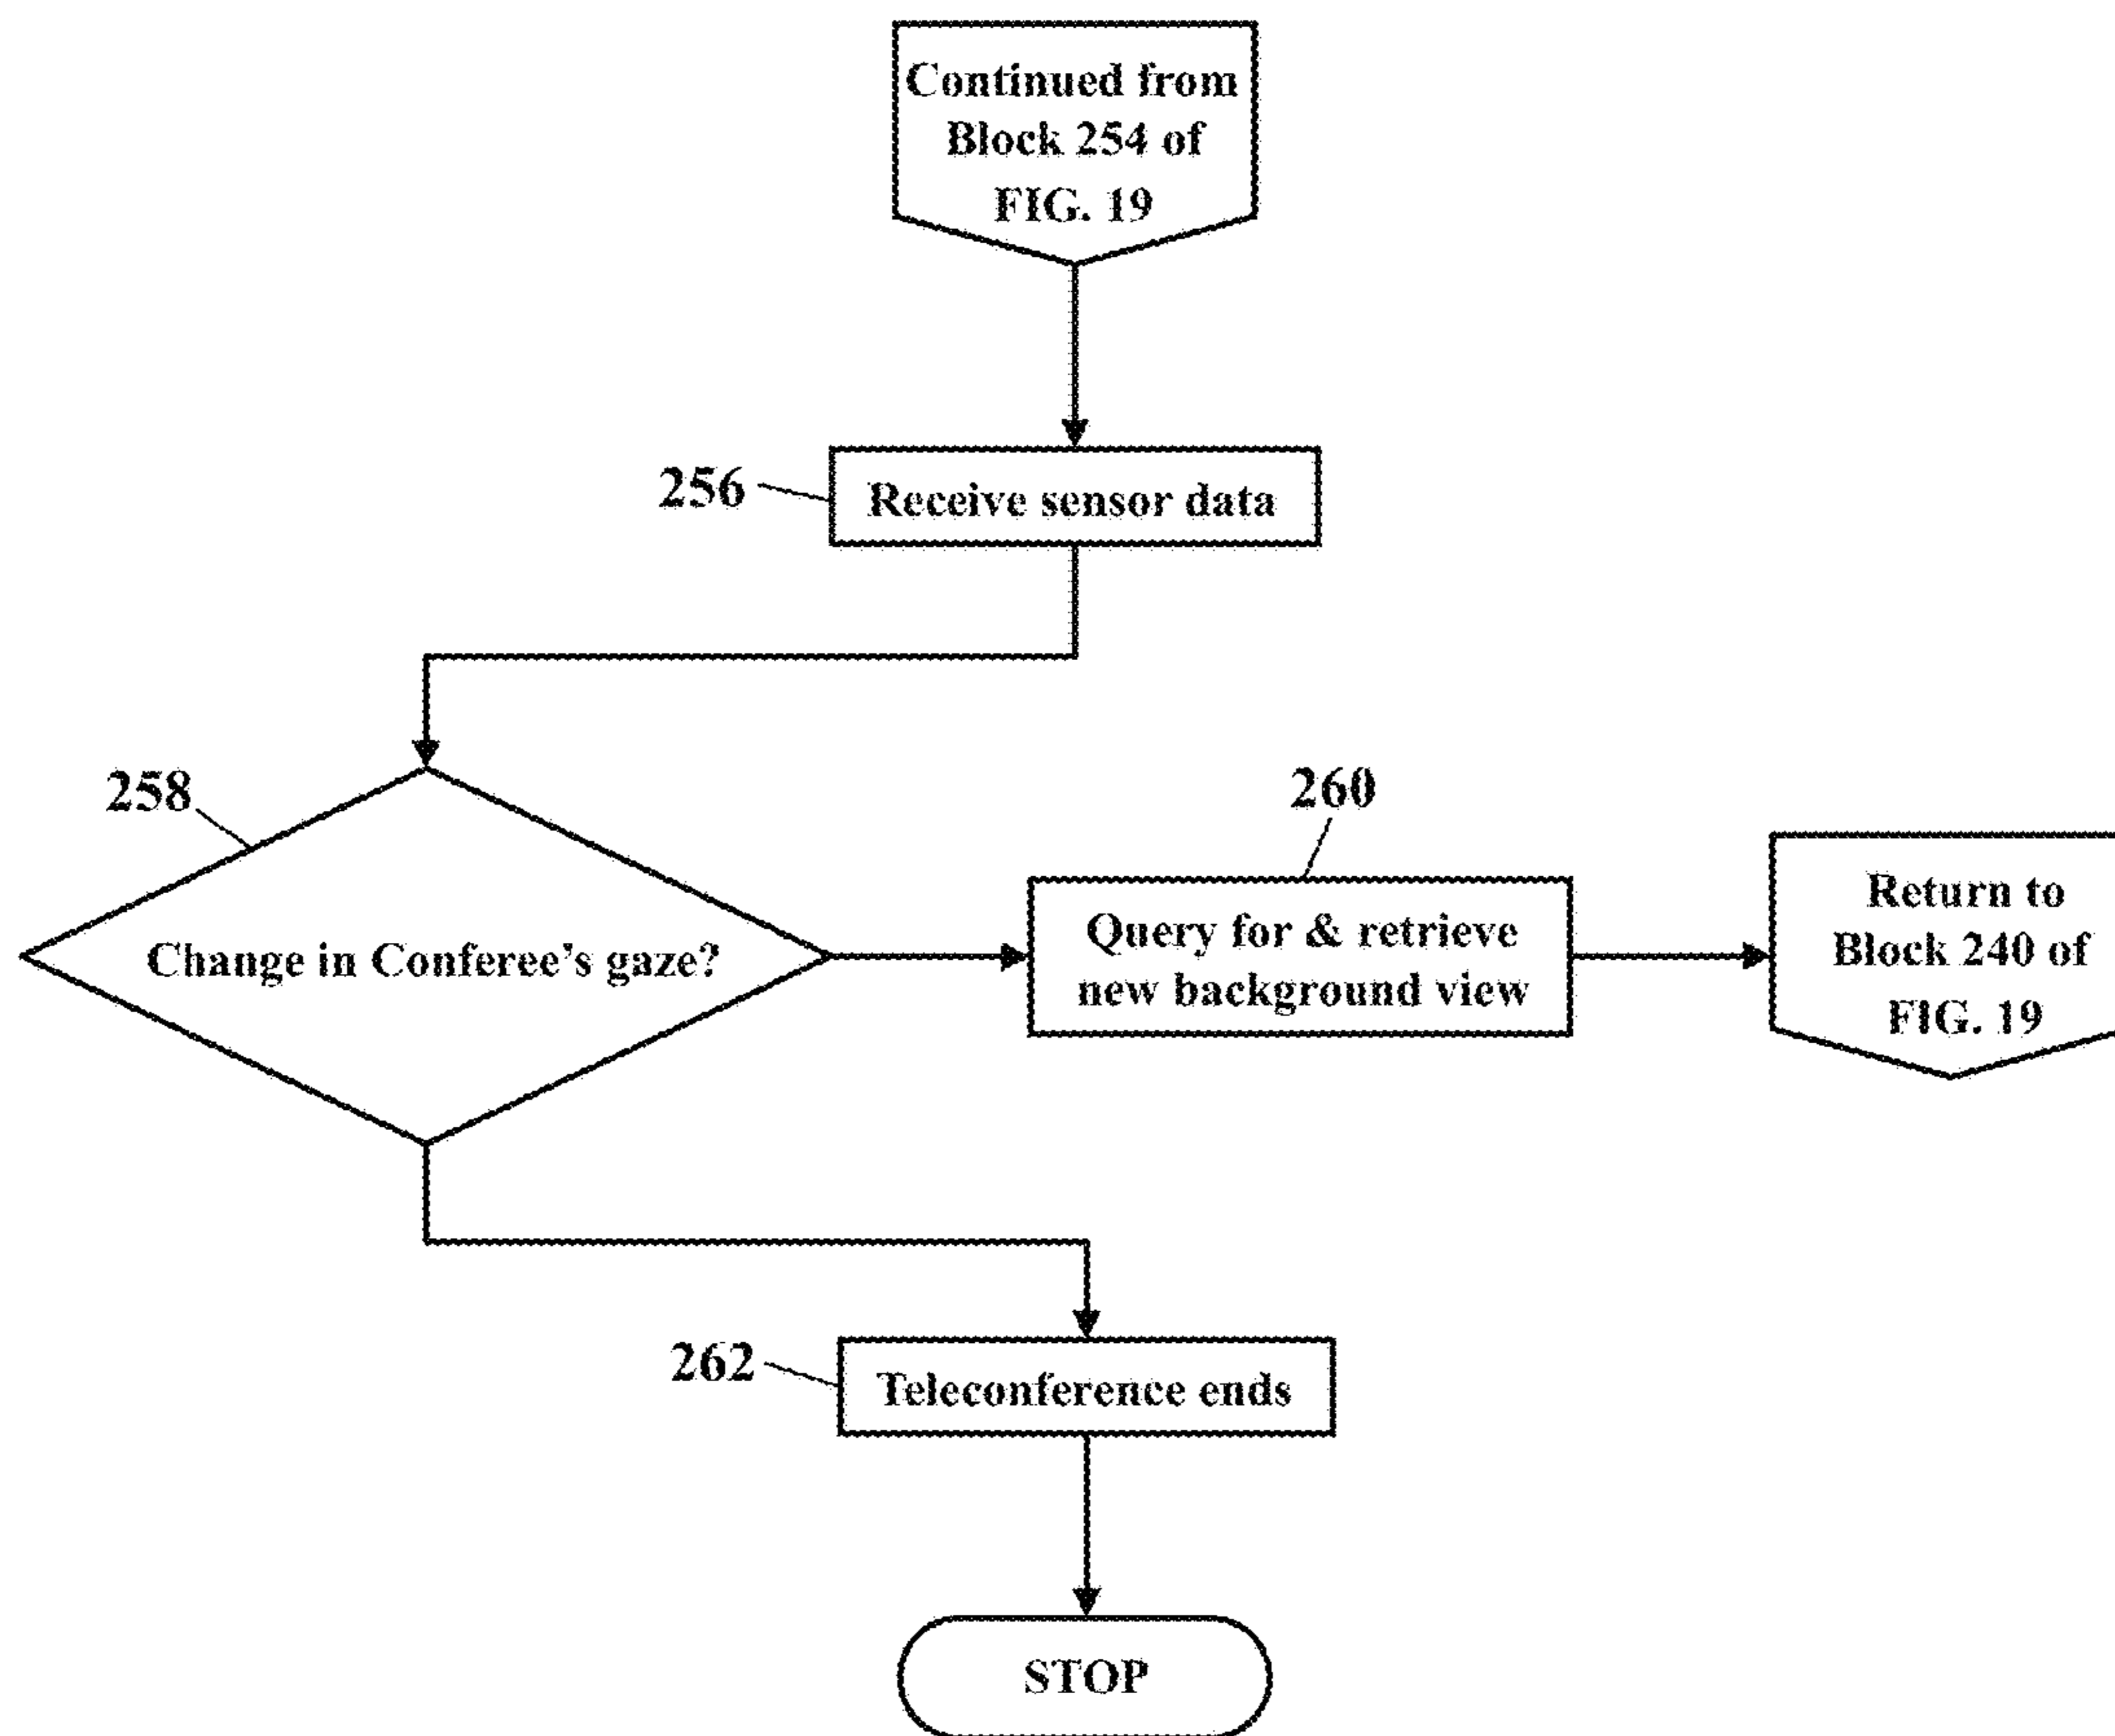 Continued from
Block 254 of
FIG. 19
256
Receive sensor data
258
Change in Conferee's gaze?
260
Query for & retrieve
new background view
Return to
Block 240 of
FIG. 19
262
Teleconference ends
STOP